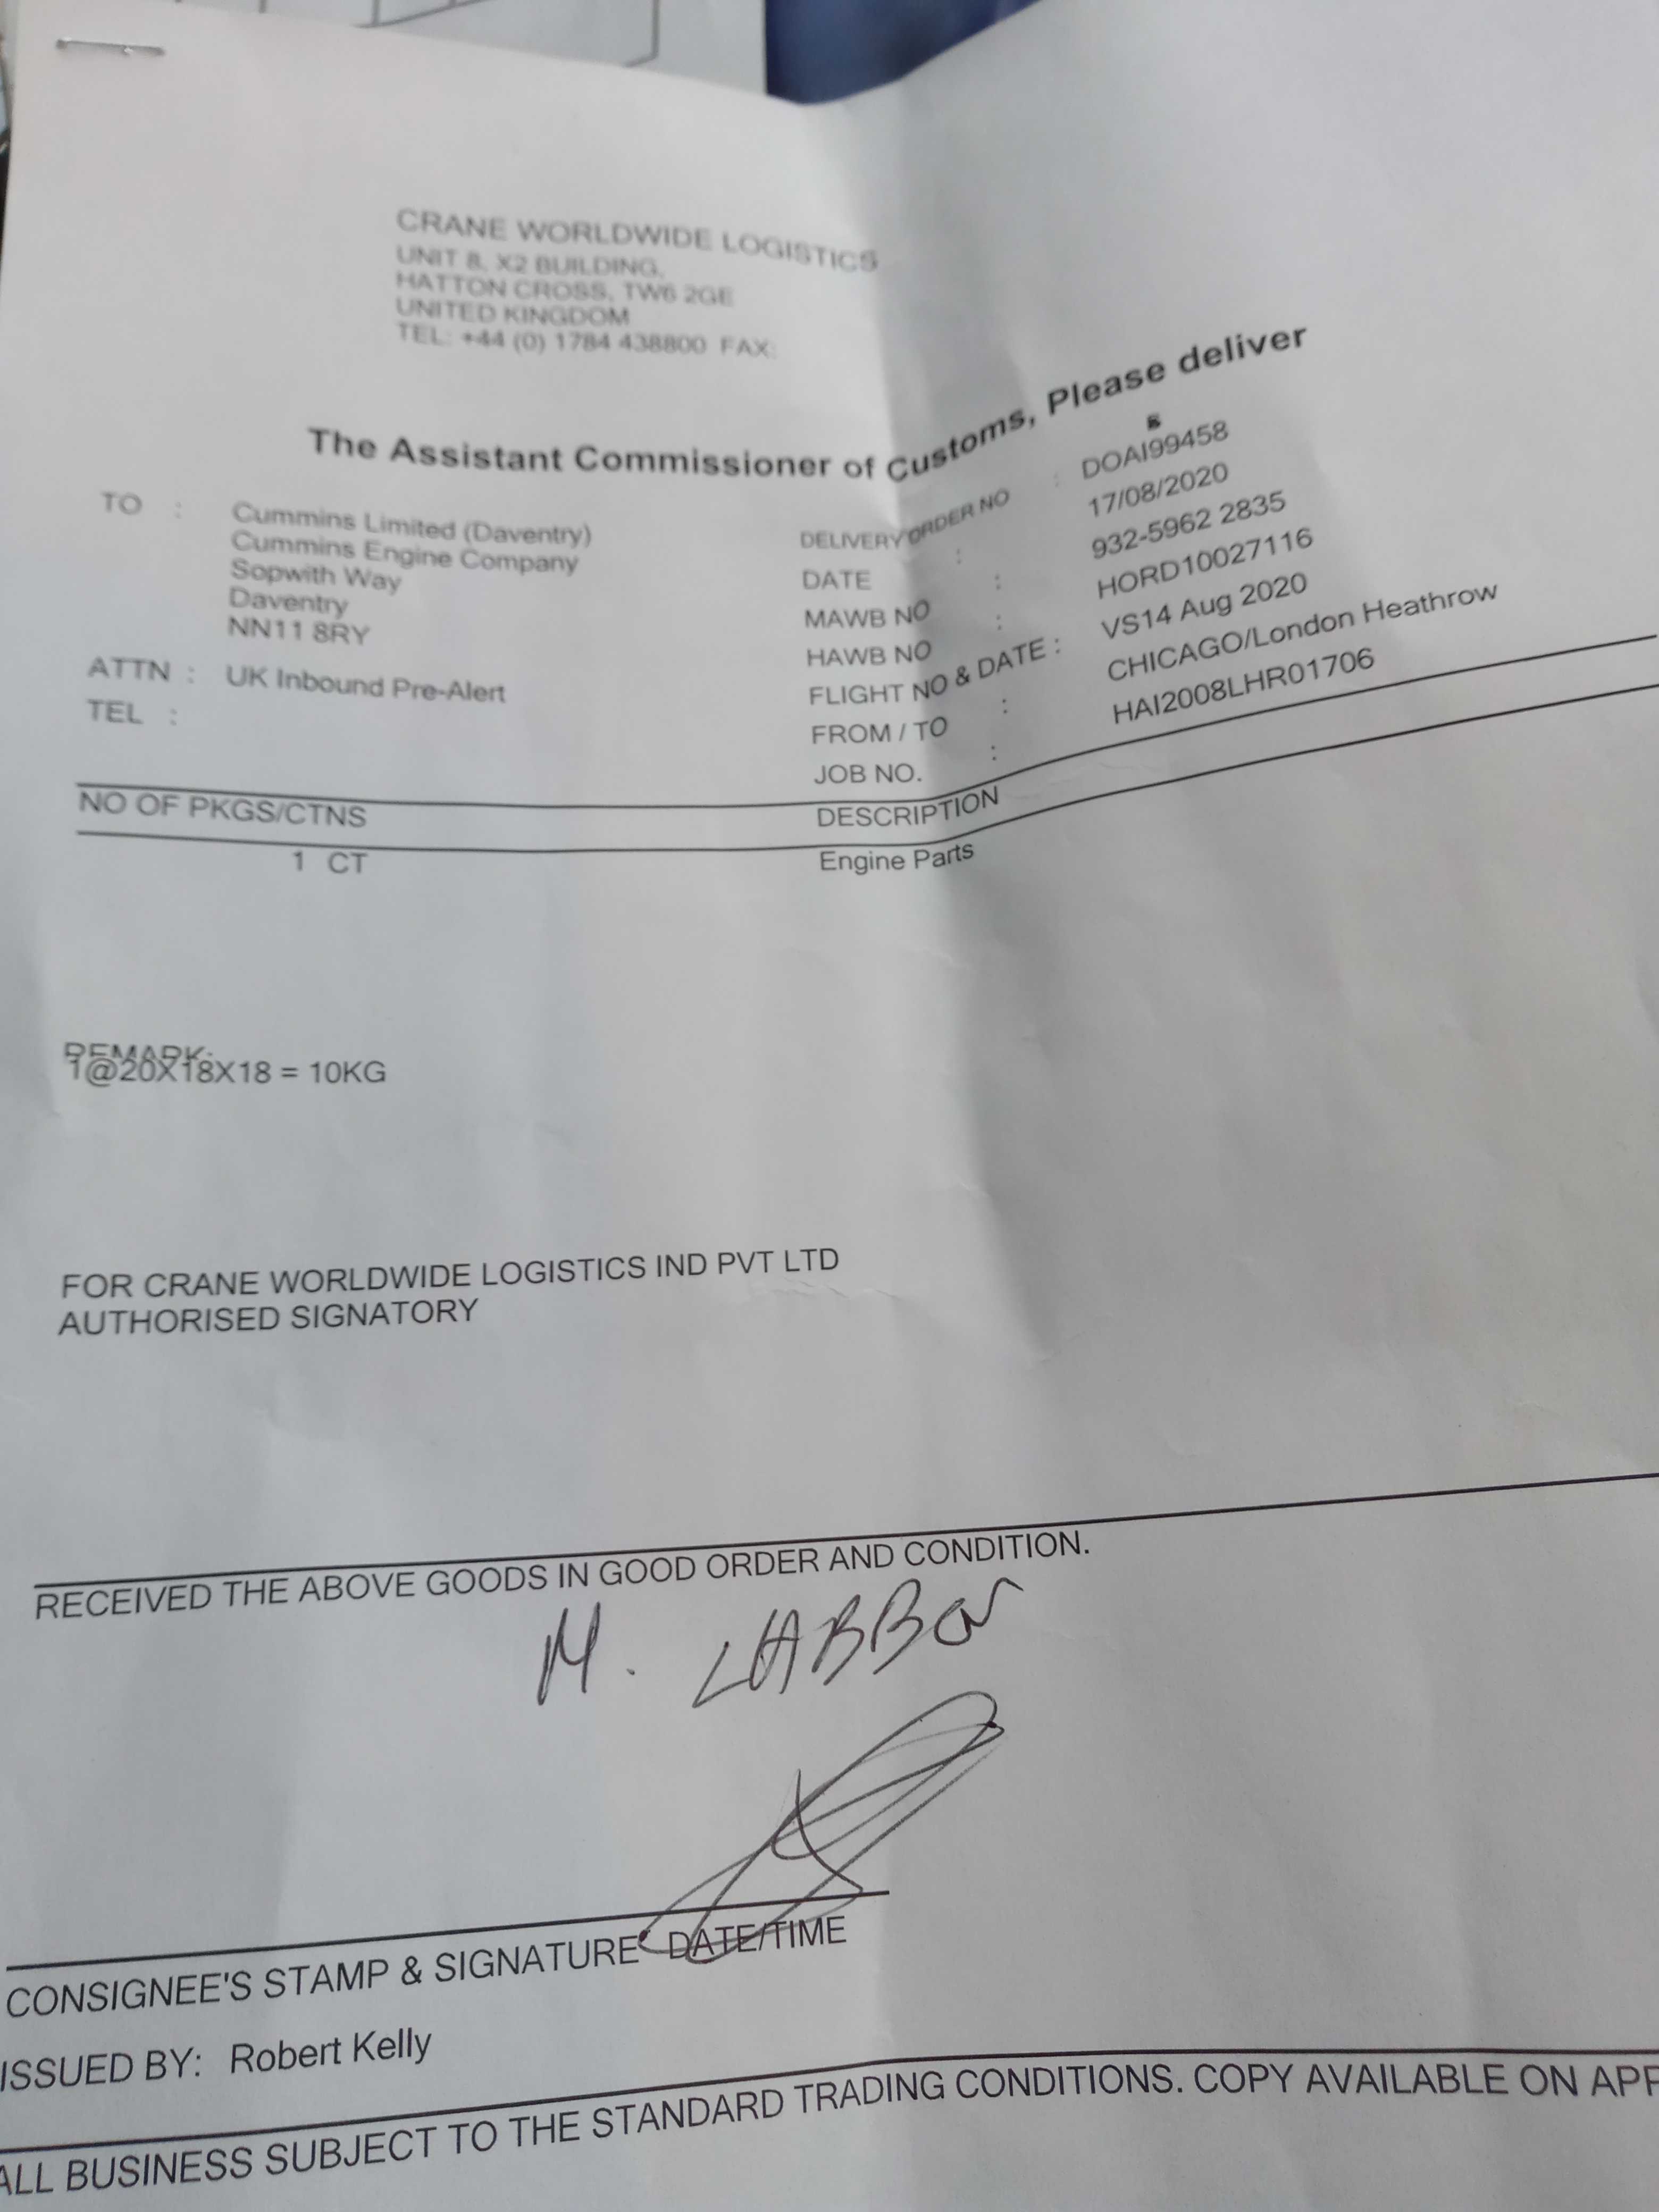 CRANE WORLDWIDE LOGISTICS
UNIT 8, X2 BUILDING,
HATTON CROSS, TW6 2GE
UNITED KINGDOM
TEL: +44 (0) 1784 438800 FAX:
The Assistant Commissioner of Customs, Please deliver
TO : Cummins Limited (Daventry)
Cummins Engine Company
Sopwith Way
Daventry
NN11 8RY
ATTN : UK Inbound Pre-Alert
TEL :
DELIVERY ORDER NO : DOAI99458
DATE : 17/08/2020
MAWB NO : 932-5962 2835
HAWB NO : HORD10027116
FLIGHT NO & DATE : VS14 Aug 2020
FROM / TO : CHICAGO/London Heathrow
JOB NO. : HAI2008LHR01706
NO OF PKGS/CTNS DESCRIPTION
1 CT Engine Parts
REMARK:
1@20X18X18 = 10KG
FOR CRANE WORLDWIDE LOGISTICS IND PVT LTD
AUTHORISED SIGNATORY
RECEIVED THE ABOVE GOODS IN GOOD ORDER AND CONDITION.
M.
CONSIGNEE'S STAMP & SIGNATURE DATE/TIME
ISSUED BY: Robert Kelly
ALL BUSINESS SUBJECT TO THE STANDARD TRADING CONDITIONS. COPY AVAILABLE ON